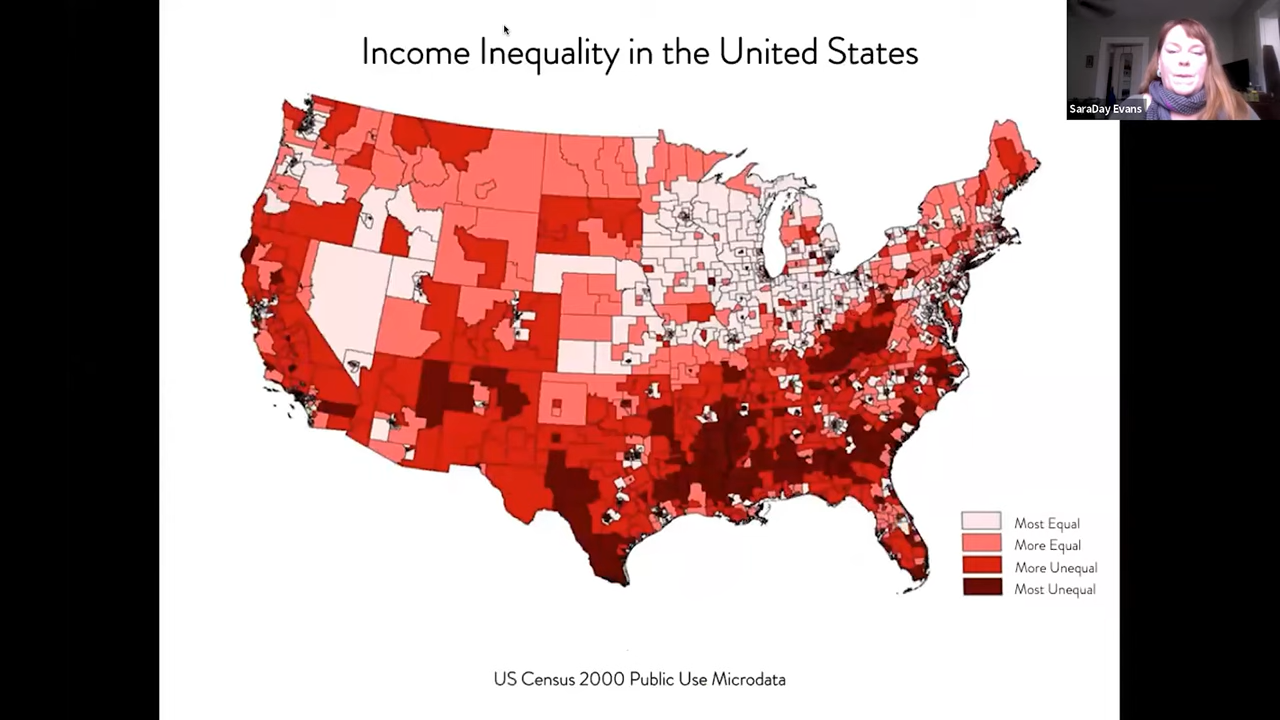 Income Inequality in the United States
SaraDay Evans
Most Equal
More Equal
More Unequal
Most Unequal
US Census 2000 Public Use Microdata